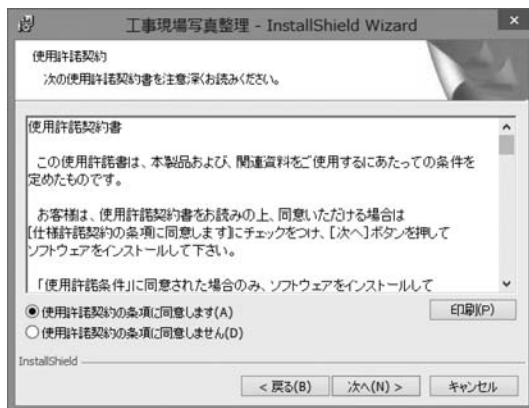 工事現場写真整理 - InstallShield Wizard
使用許諾契約
次の使用許諾契約書を注意深くお読みください。
使用許諾契約書
この使用許諾書は、本製品および、関連資料をご使用するにあたっての条件を
定めたものです。
お客様は、使用許諾契約書をお読みの上、同意いただける場合は
[仕様許諾契約の条項に同意します]にチェックをつけ、[次へ]ボタンを押して
ソフトウェアをインストールして下さい。
「使用許諾条件」に同意された場合のみ、ソフトウェアをインストールして
使用許諾契約の条項に同意します(A)
印刷(P)
使用許諾契約の条項に同意しません(D)
InstallShield
< 戻る(B)
次へ(N) >
キャンセル